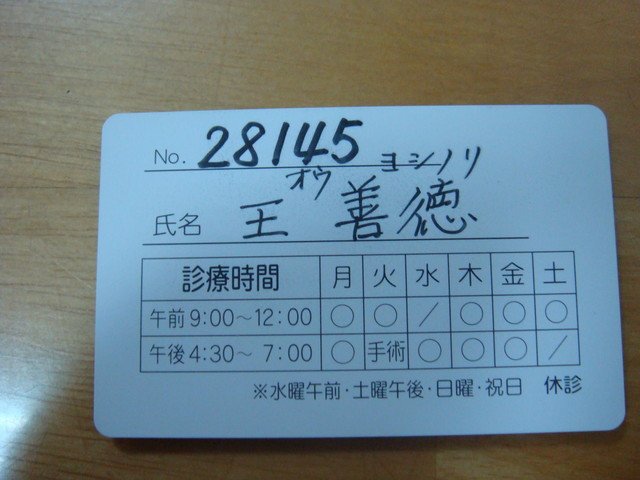 No. 28145
オウ ヨシノリ
氏名 王 善徳
診療時間 月 火 水 木 金 土
午前 9:00～12:00 ○ ○ ／ ○ ○ ○
午後 4:30～ 7:00 ○ 手術 ○ ○ ○ ／
※水曜午前・土曜午後・日曜・祝日 休診